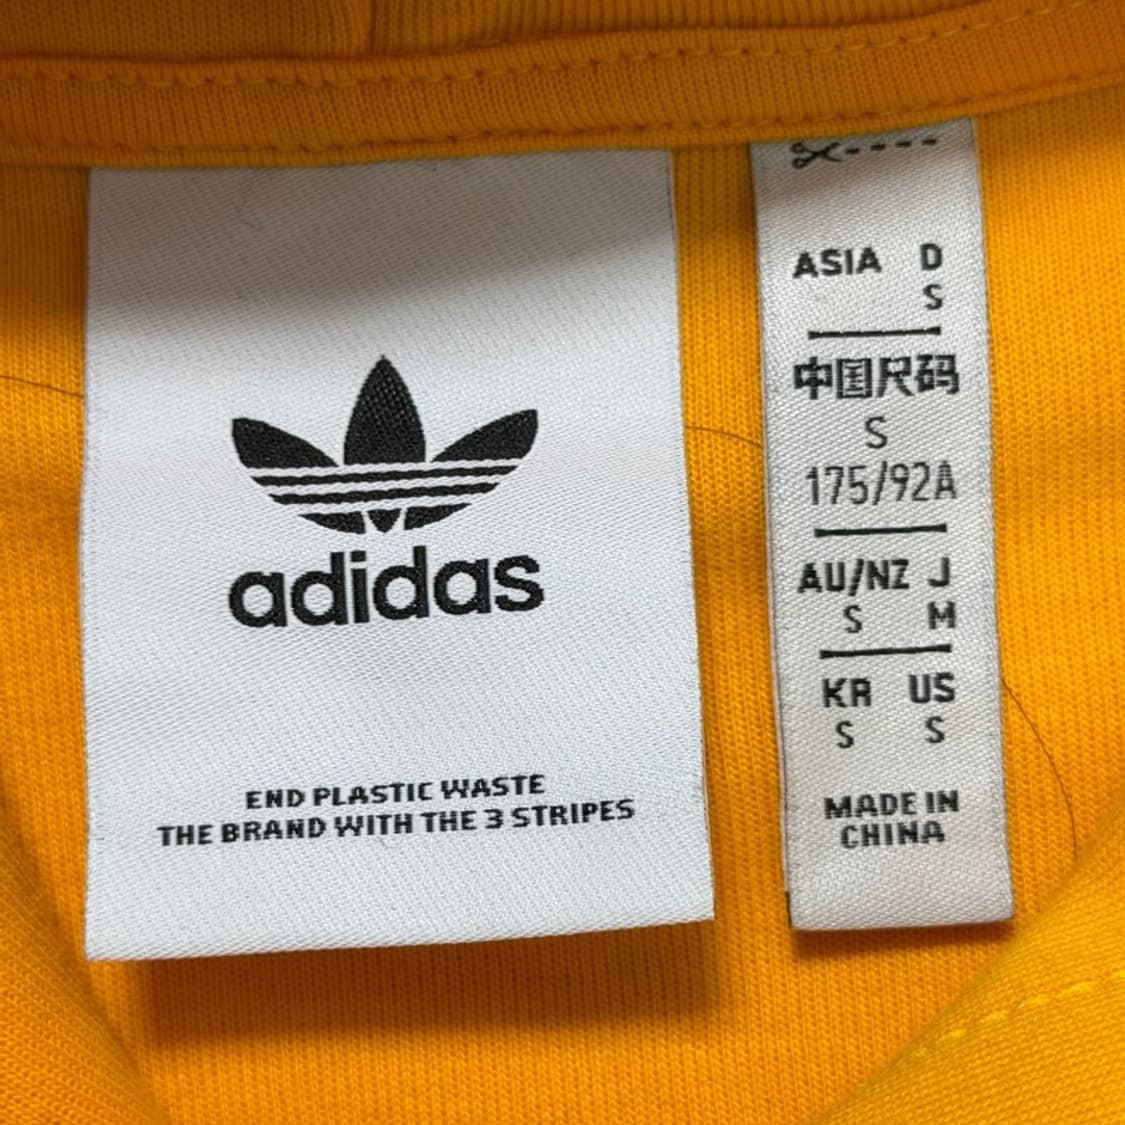 adidas
END PLASTIC WASTE
THE BRAND WITH THE 3 STRIPES
ASIA D
S
中国尺码
S
175/92A
AU/NZ J
S M
KR US
S S
MADE IN
CHINA